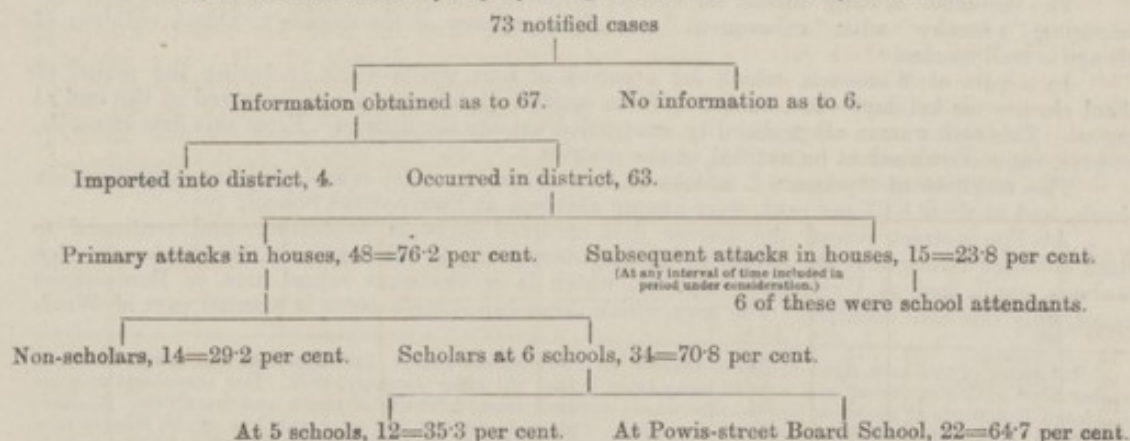 73 notified cases
Information obtained as to 67. No information as to 6.
Imported into district, 4. Occurred in district, 63.
Primary attacks in houses, 48=76·2 per cent. Subsequent attacks in houses, 15=23·8 per cent.
(At any interval of time included in
period under consideration.)
6 of these were school attendants.
Non-scholars, 14=29·2 per cent. Scholars at 6 schools, 34=70·8 per cent.
At 5 schools, 12=35·3 per cent. At Powis-street Board School, 22=64·7 per cent.